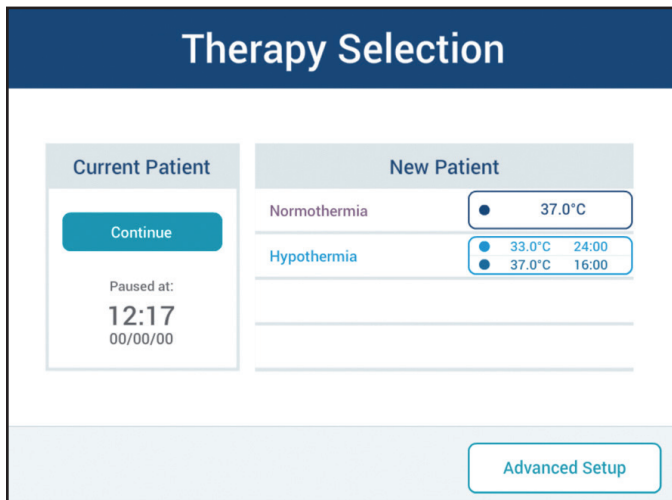 Therapy Selection
Current Patient
Continue
Paused at:
12:17
00/00/00
New Patient
Normothermia 37.0°C
Hypothermia 33.0°C 24:00
37.0°C 16:00
Advanced Setup